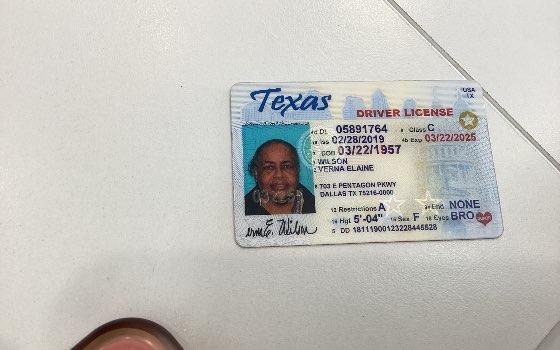 Texas
USA
TX
DRIVER LICENSE
4d DL 05891764 9 Class C
4a Iss 02/28/2019 4b Exp 03/22/2025
3 DOB 03/22/1957
1 WILSON
2 VERNA ELAINE
8 703 E PENTAGON PKWY
DALLAS TX 75216-0000
12 Restrictions A 9a End NONE
16 Hgt 5'-04" 15 Sex F 18 Eyes BRO
5 DD 18111900123228445528